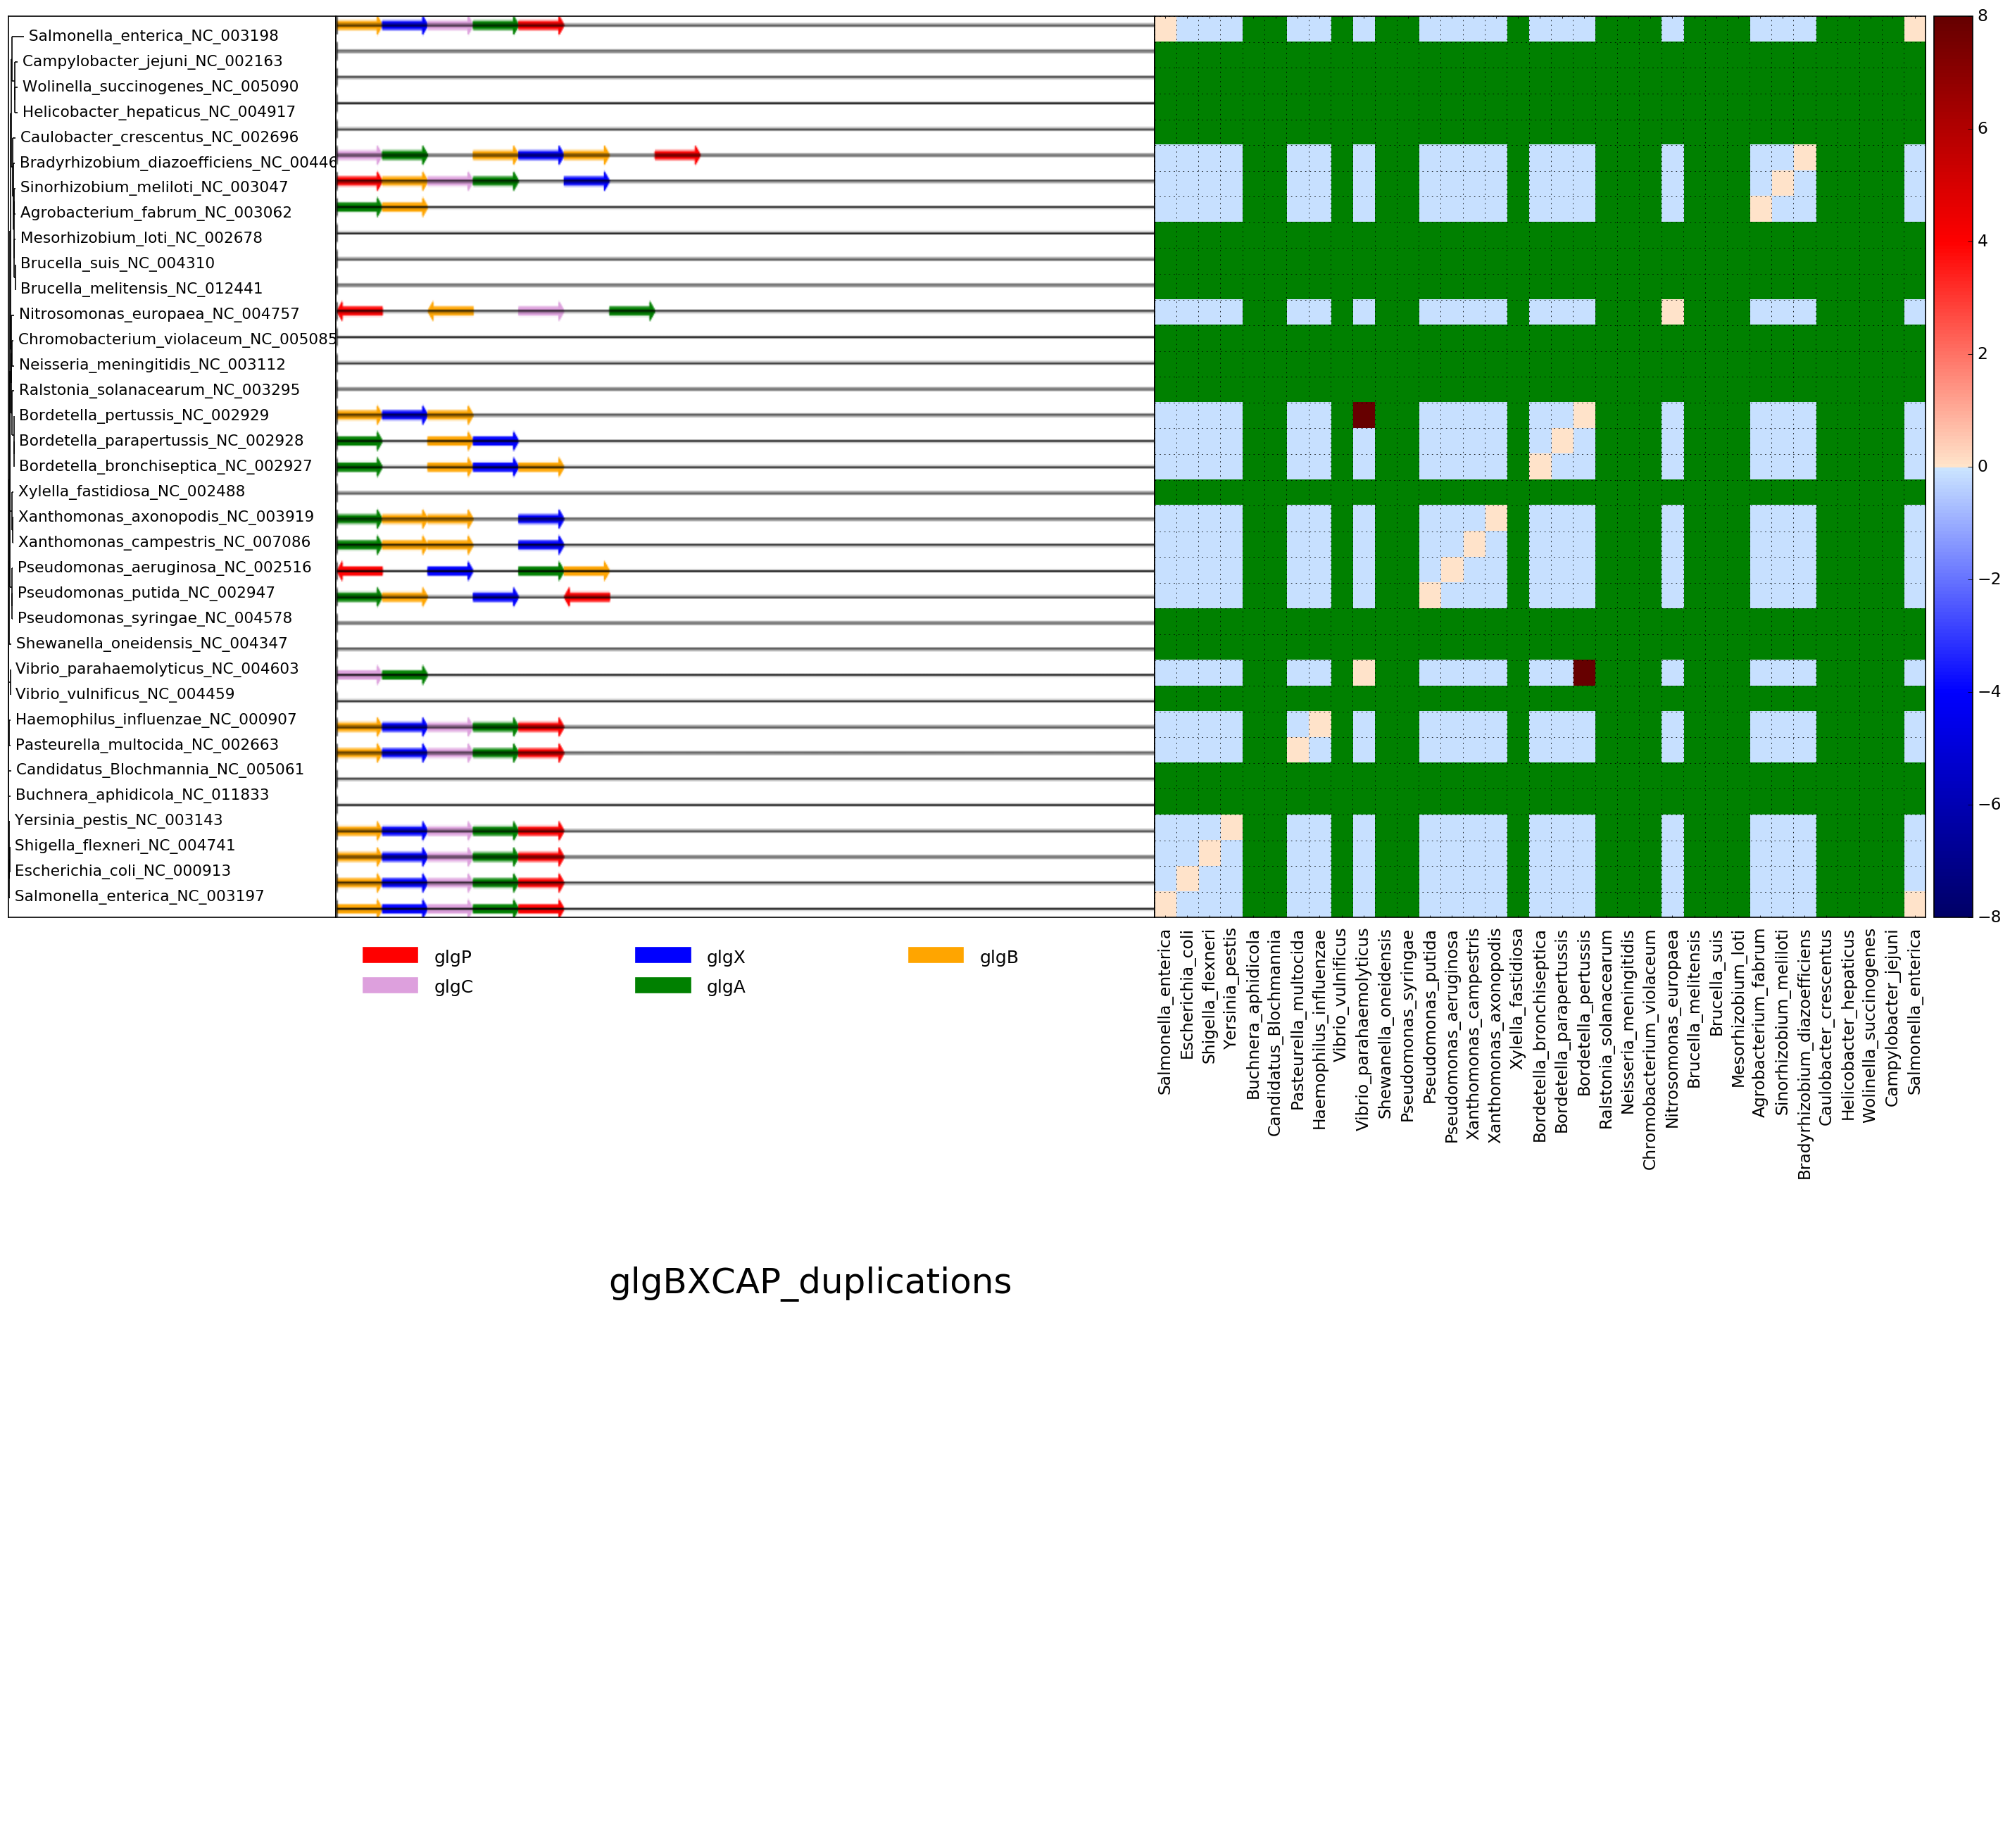 Salmonella_enterica_NC_003198
Campylobacter_jejuni_NC_002163
Wolinella_succinogenes_NC_005090
Helicobacter_hepaticus_NC_004917
Caulobacter_crescentus_NC_002696
Bradyrhizobium_diazoefficiens_NC_00446
Sinorhizobium_meliloti_NC_003047
Agrobacterium_fabrum_NC_003062
Mesorhizobium_loti_NC_002678
Brucella_suis_NC_004310
Brucella_melitensis_NC_012441
Nitrosomonas_europaea_NC_004757
Chromobacterium_violaceum_NC_005085
Neisseria_meningitidis_NC_003112
Ralstonia_solanacearum_NC_003295
Bordetella_pertussis_NC_002929
Bordetella_parapertussis_NC_002928
Bordetella_bronchiseptica_NC_002927
Xylella_fastidiosa_NC_002488
Xanthomonas_axonopodis_NC_003919
Xanthomonas_campestris_NC_007086
Pseudomonas_aeruginosa_NC_002516
Pseudomonas_putida_NC_002947
Pseudomonas_syringae_NC_004578
Shewanella_oneidensis_NC_004347
Vibrio_parahaemolyticus_NC_004603
Vibrio_vulnificus_NC_004459
Haemophilus_influenzae_NC_000907
Pasteurella_multocida_NC_002663
Candidatus_Blochmannia_NC_005061
Buchnera_aphidicola_NC_011833
Yersinia_pestis_NC_003143
Shigella_flexneri_NC_004741
Escherichia_coli_NC_000913
Salmonella_enterica_NC_003197
8
6
4
2
0
−2
−4
−6
−8
glgP
glgX
glgB
glgC
glgA
Salmonella_enterica
Escherichia_coli
Shigella_flexneri
Yersinia_pestis
Buchnera_aphidicola
Candidatus_Blochmannia
Pasteurella_multocida
Haemophilus_influenzae
Vibrio_vulnificus
Vibrio_parahaemolyticus
Shewanella_oneidensis
Pseudomonas_syringae
Pseudomonas_putida
Pseudomonas_aeruginosa
Xanthomonas_campestris
Xanthomonas_axonopodis
Xylella_fastidiosa
Bordetella_bronchiseptica
Bordetella_parapertussis
Bordetella_pertussis
Ralstonia_solanacearum
Neisseria_meningitidis
Chromobacterium_violaceum
Nitrosomonas_europaea
Brucella_melitensis
Brucella_suis
Mesorhizobium_loti
Agrobacterium_fabrum
Sinorhizobium_meliloti
Bradyrhizobium_diazoefficiens
Caulobacter_crescentus
Helicobacter_hepaticus
Wolinella_succinogenes
Campylobacter_jejuni
Salmonella_enterica
glgBXCAP_duplications